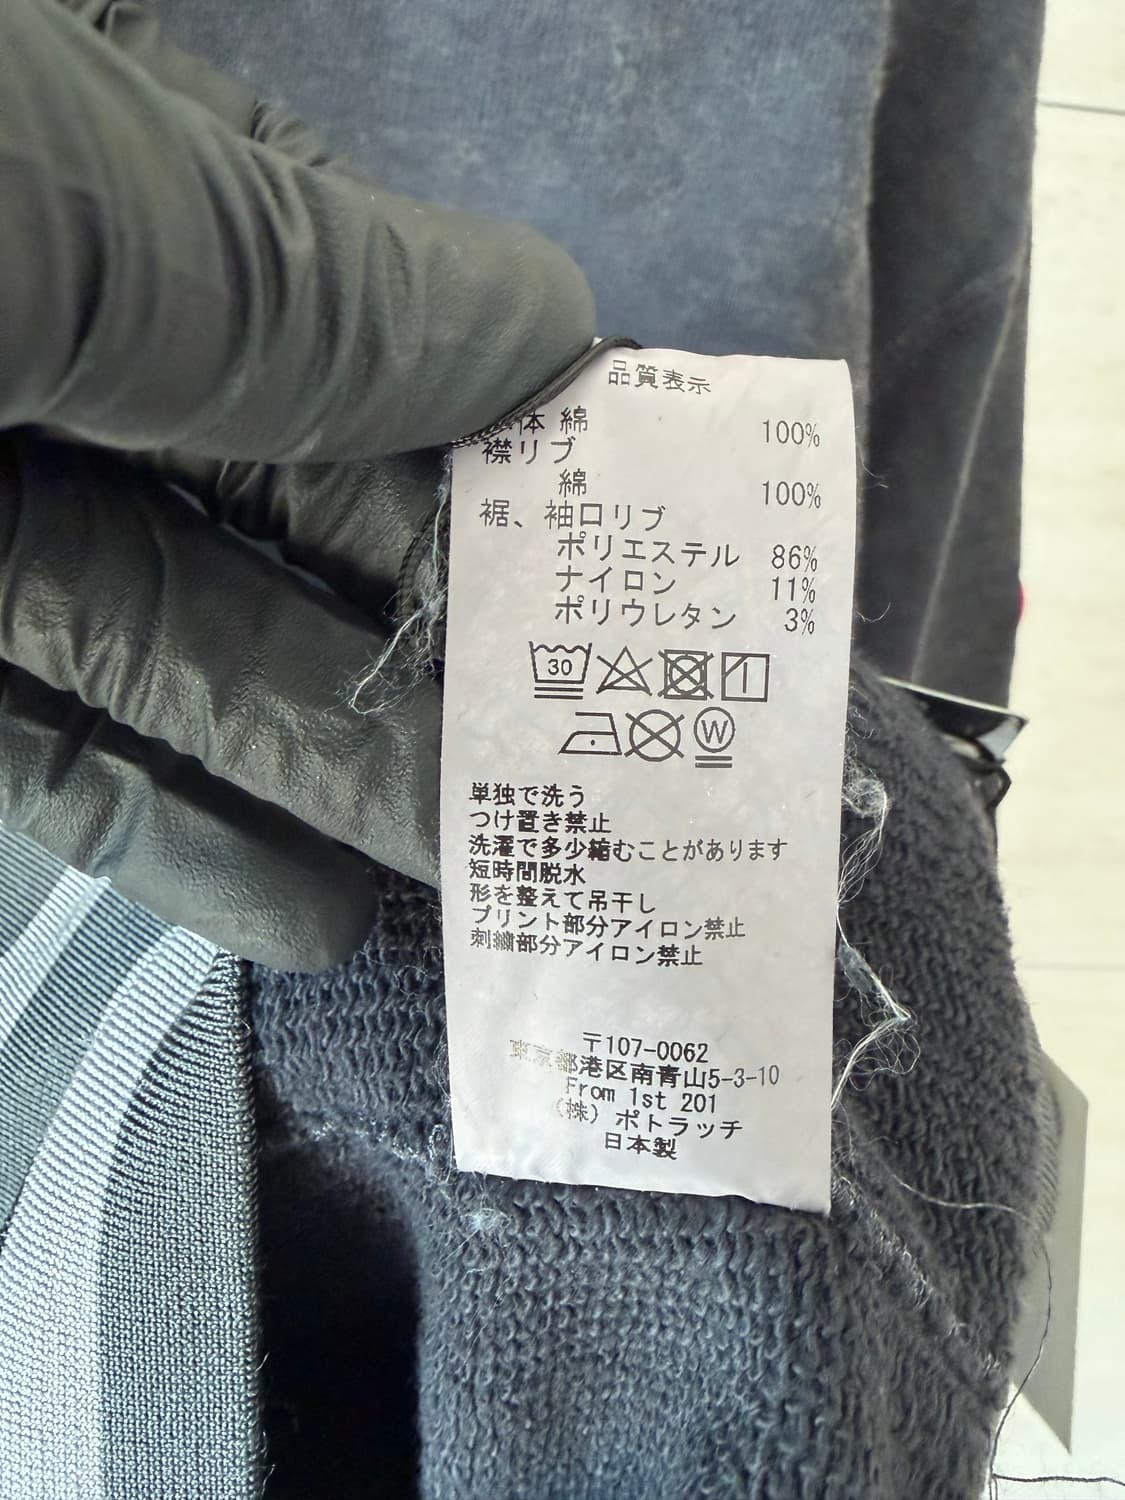 品質表示
体 綿 100%
襟リブ
綿 100%
裾、袖口リブ
ポリエステル 86%
ナイロン 11%
ポリウレタン 3%
30
W
単独で洗う
つけ置き禁止
洗濯で多少縮むことがあります
短時間脱水
形を整えて吊干し
プリント部分アイロン禁止
刺繍部分アイロン禁止
〒107-0062
東京都港区南青山5-3-10
From 1st 201
(株) ポトラッチ
日本製